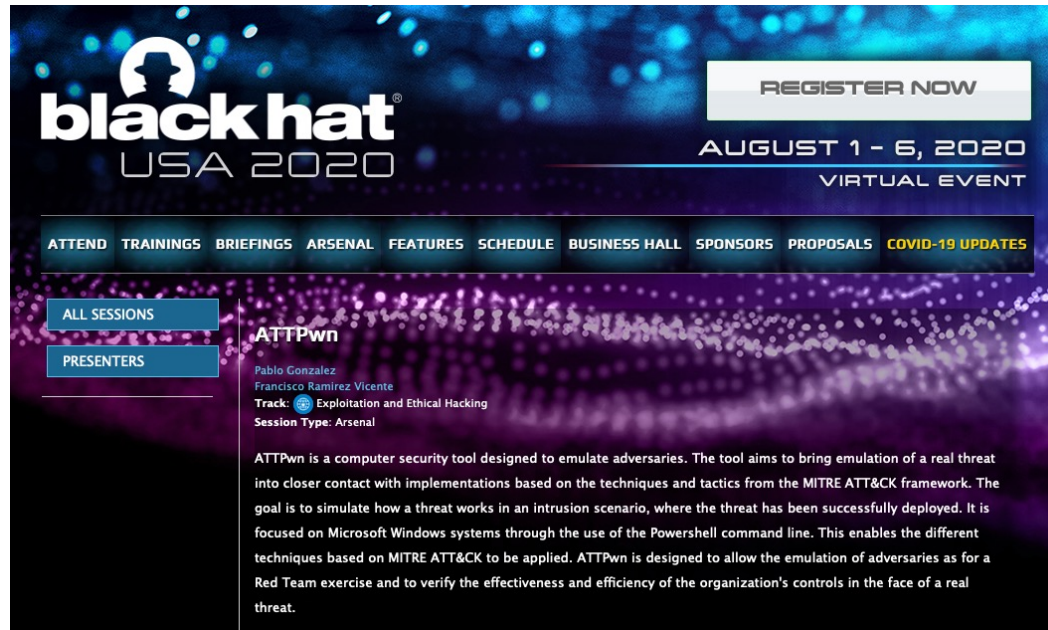 black hat®
USA 2020
REGISTER NOW
AUGUST 1 - 6, 2020
VIRTUAL EVENT
ATTEND TRAININGS BRIEFINGS ARSENAL FEATURES SCHEDULE BUSINESS HALL SPONSORS PROPOSALS COVID-19 UPDATES
ALL SESSIONS
PRESENTERS
ATTPwn
Pablo Gonzalez
Francisco Ramirez Vicente
Track: Exploitation and Ethical Hacking
Session Type: Arsenal
ATTPwn is a computer security tool designed to emulate adversaries. The tool aims to bring emulation of a real threat
into closer contact with implementations based on the techniques and tactics from the MITRE ATT&CK framework. The
goal is to simulate how a threat works in an intrusion scenario, where the threat has been successfully deployed. It is
focused on Microsoft Windows systems through the use of the Powershell command line. This enables the different
techniques based on MITRE ATT&CK to be applied. ATTPwn is designed to allow the emulation of adversaries as for a
Red Team exercise and to verify the effectiveness and efficiency of the organization's controls in the face of a real
threat.